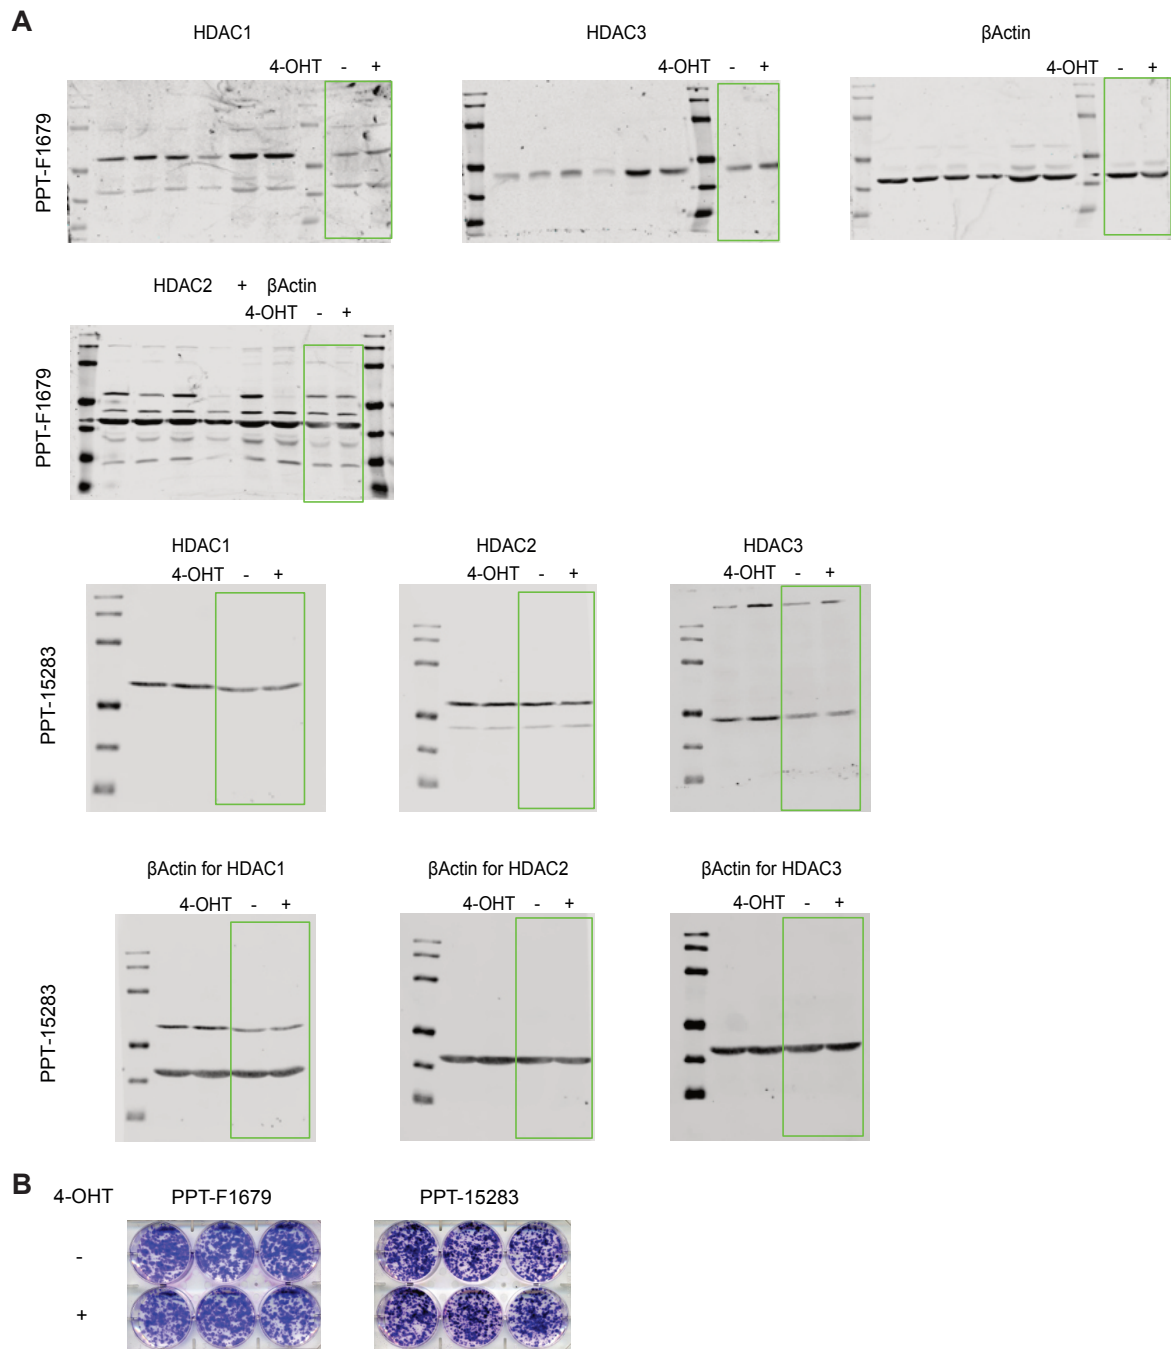 A
HDAC1 HDAC3 βActin
4-OHT - + 4-OHT - + 4-OHT - +
PPT-F1679
HDAC2 + βActin
4-OHT - +
PPT-F1679
HDAC1 HDAC2 HDAC3
4-OHT - + 4-OHT - + 4-OHT - +
PPT-15283
βActin for HDAC1 βActin for HDAC2 βActin for HDAC3
4-OHT - + 4-OHT - + 4-OHT - +
PPT-15283
B
4-OHT PPT-F1679 PPT-15283
-
+